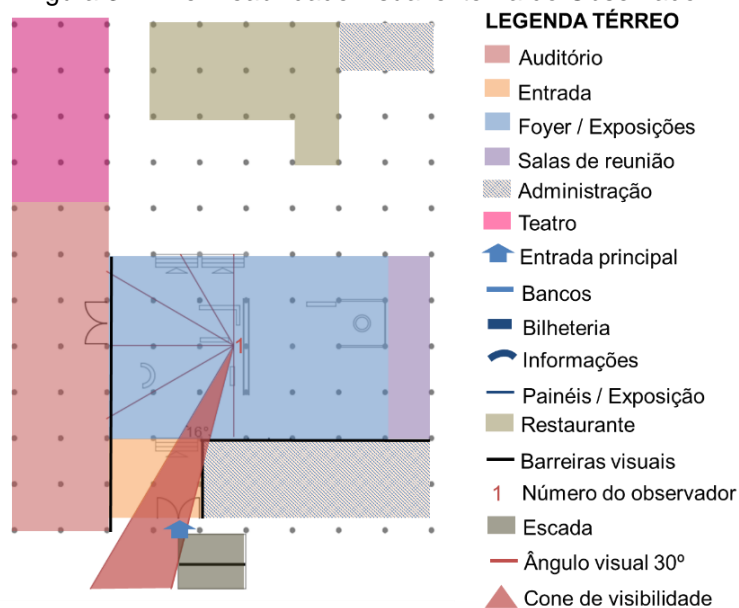 LEGENDA TÉRREO
Auditório
Entrada
Foyer / Exposições
Salas de reunião
Administração
Teatro
Entrada principal
Bancos
Bilheteria
Informações
Painéis / Exposição
Restaurante
Barreiras visuais
1 Número do observador
Escada
Ângulo visual 30º
Cone de visibilidade
1
16°